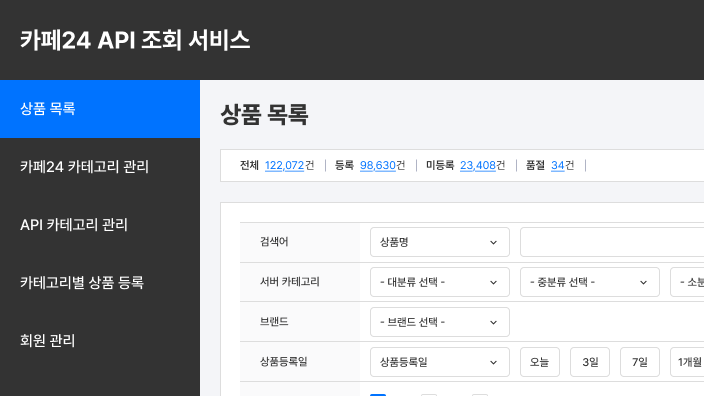 카페24 API 조회 서비스
상품 목록
카페24 카테고리 관리
API 카테고리 관리
카테고리별 상품 등록
회원 관리
상품 목록
전체 122,072건 등록 98,630건 미등록 23,408건 품절 34건
검색어 상품명
서버 카테고리 - 대분류 선택 - - 중분류 선택 - - 소분
브랜드 - 브랜드 선택 -
상품등록일 상품등록일 오늘 3일 7일 1개월